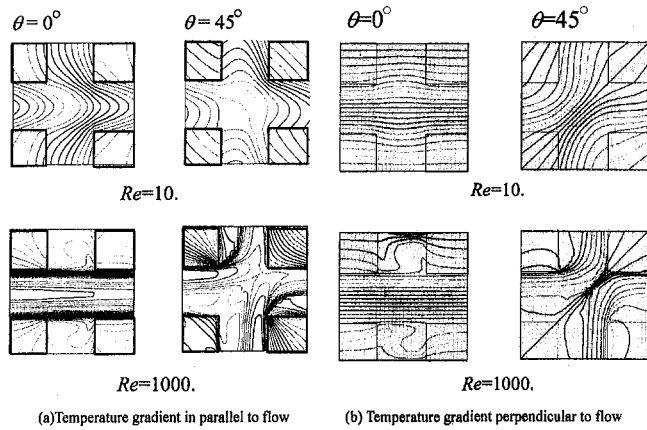 θ=0° θ=45° θ=0° θ=45°
Re=10. Re=10.
Re=1000. Re=1000.
(a)Temperature gradient in parallel to flow (b) Temperature gradient perpendicular to flow